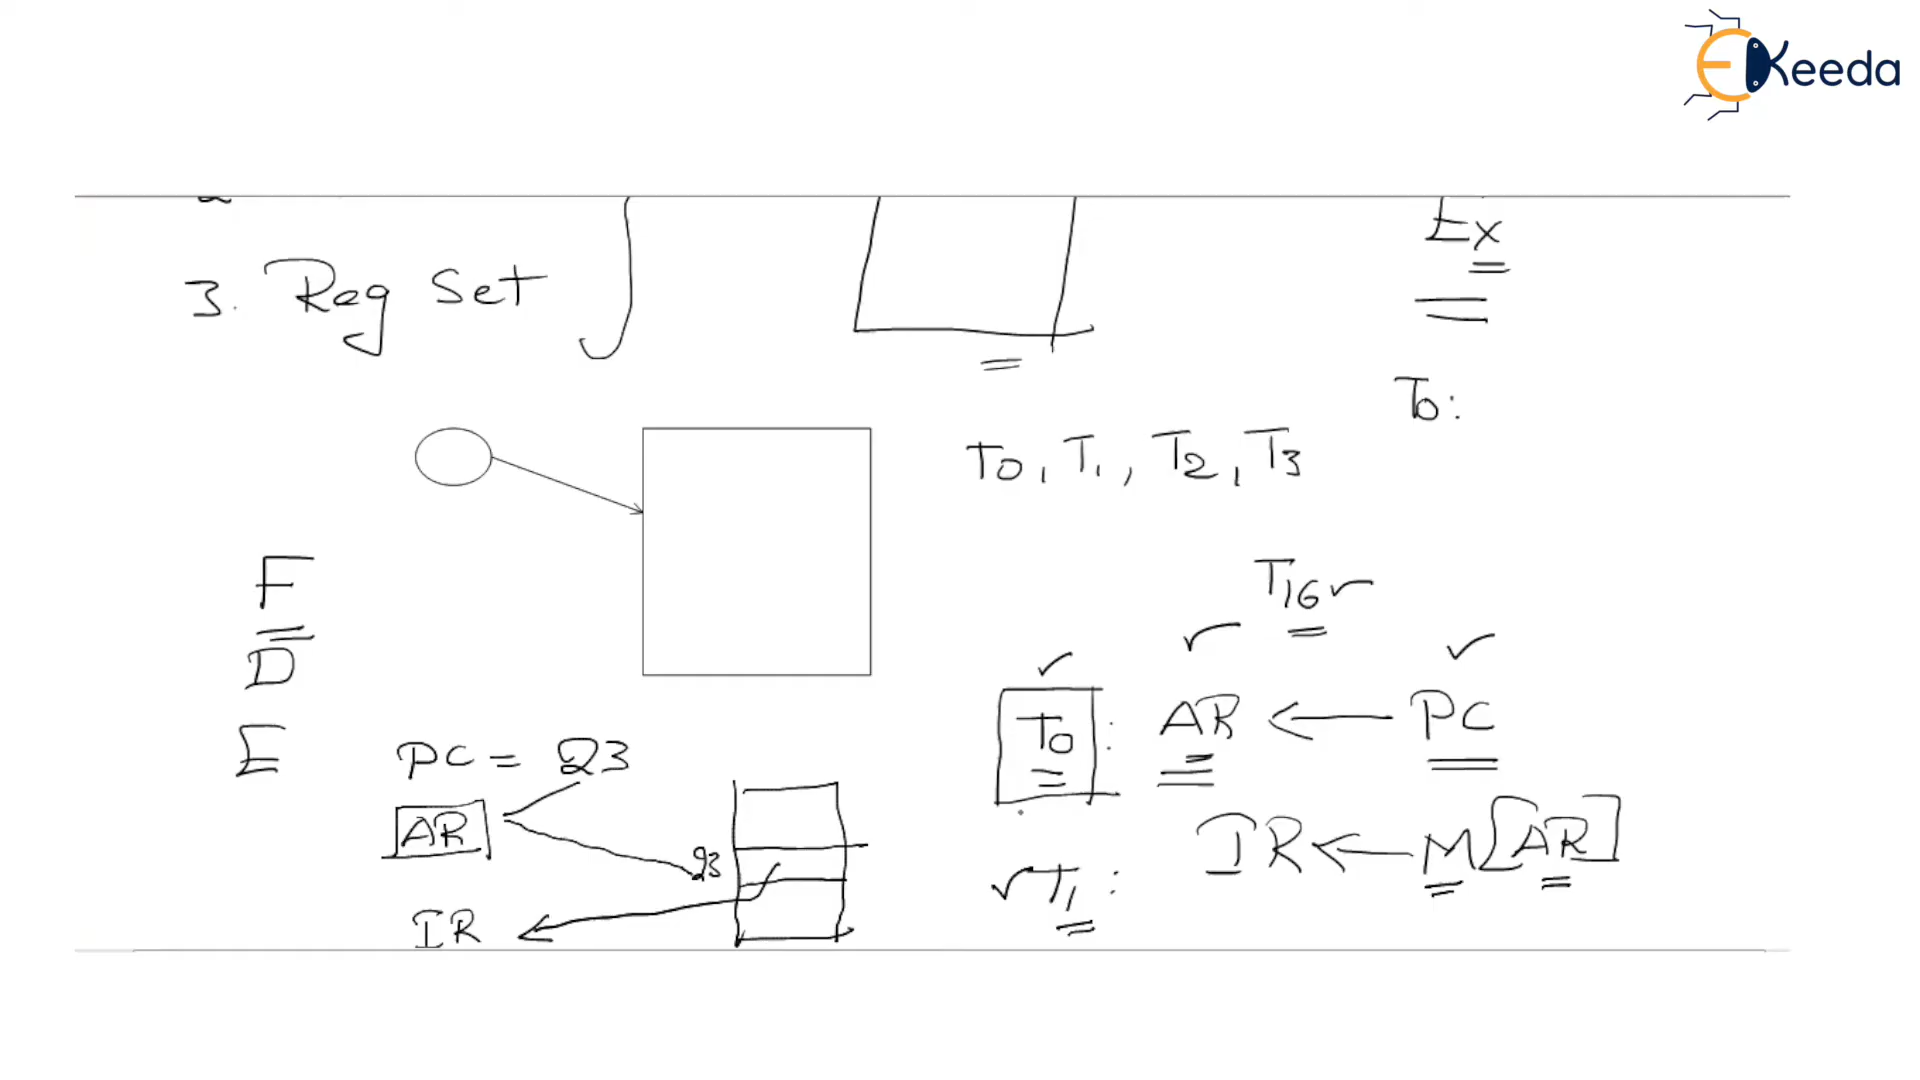 EKeeda
Ex
3. Reg Set
T0:
T0, T1, T2, T3
F
T16
D
T0: AR ← PC
E
PC = 23
AR
23
T1: IR ← M[AR]
IR